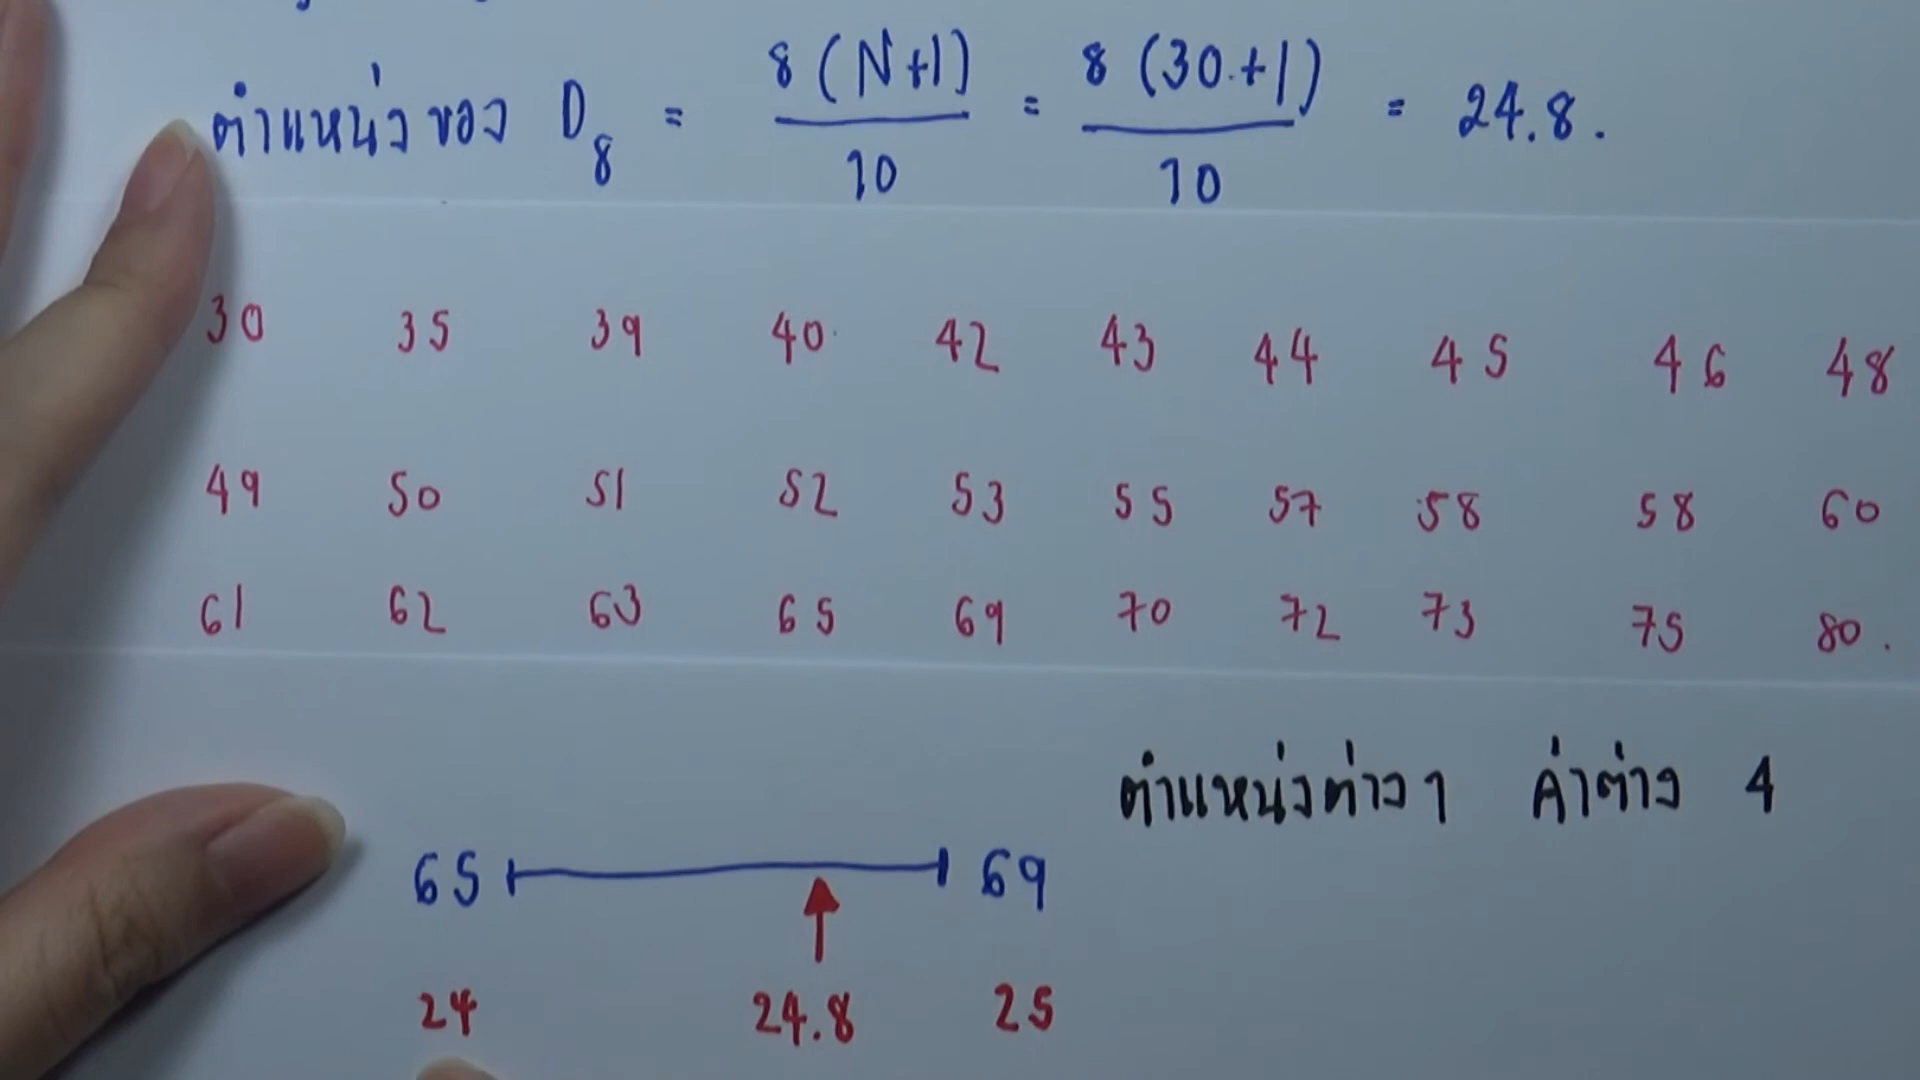 ตำแหน่งของ D₈ = 8(N+1)/10 = 8(30+1)/10 = 24.8.
30 35 39 40 42 43 44 45 46 48
49 50 51 52 53 55 57 58 58 60
61 62 63 65 69 70 72 73 75 80.
ตำแหน่งต่าง 1 ค่าต่าง 4
65 69
24 24.8 25